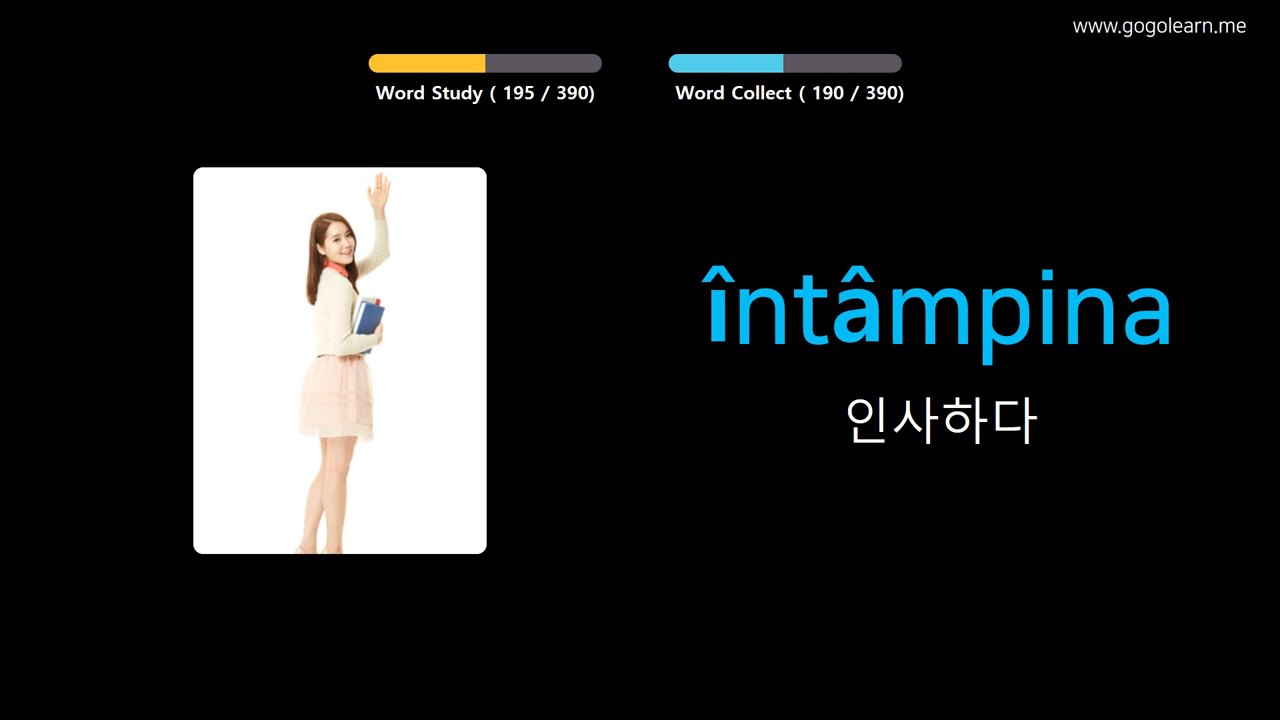 www.gogolearn.me
Word Study ( 195 / 390)
Word Collect ( 190 / 390)
întâmpina
인사하다